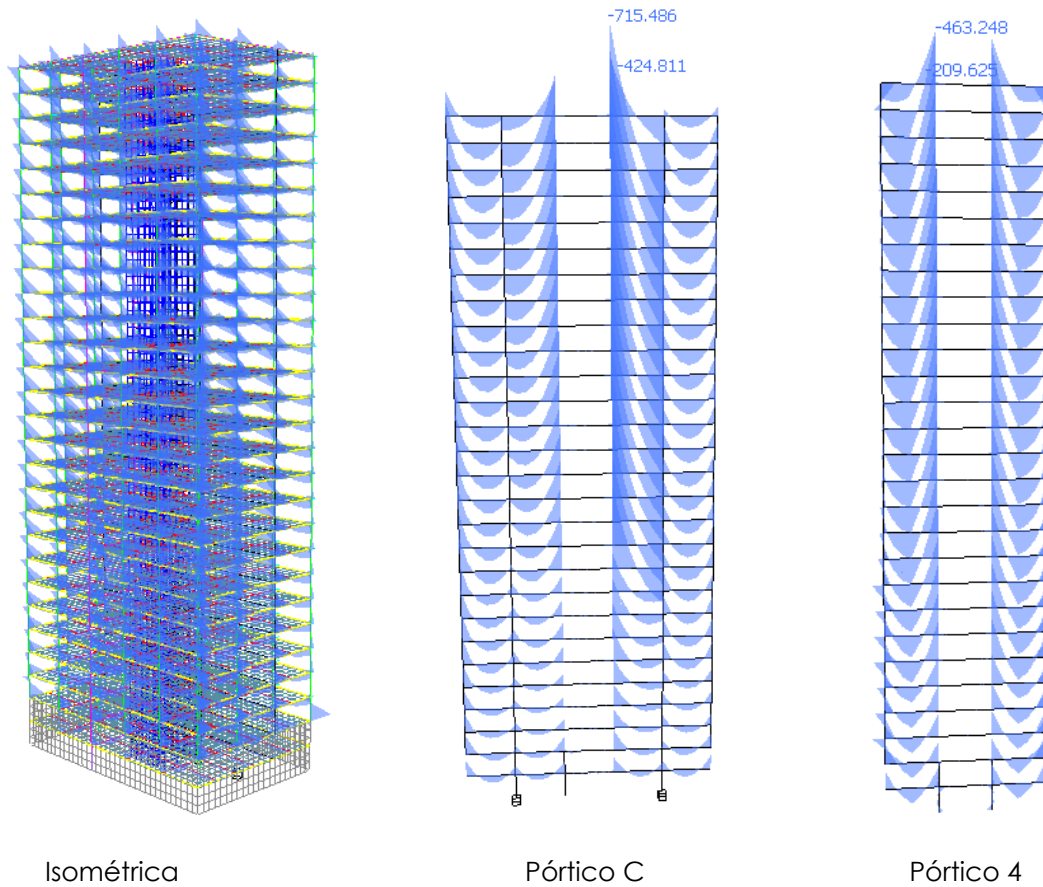 -715.486
-424.811
-463.248
-209.625
Isométrica
Pórtico C
Pórtico 4